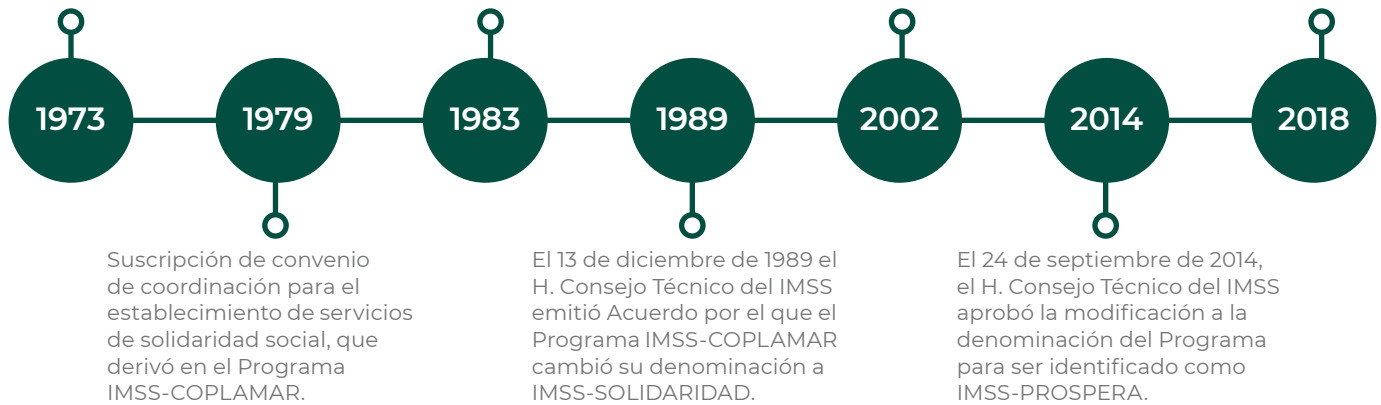 1973
1979
1983
1989
2002
2014
2018
Suscripción de convenio
de coordinación para el
establecimiento de servicios
de solidaridad social, que
derivó en el Programa
IMSS-COPLAMAR.
El 13 de diciembre de 1989 el
H. Consejo Técnico del IMSS
emitió Acuerdo por el que el
Programa IMSS-COPLAMAR
cambió su denominación a
IMSS-SOLIDARIDAD.
El 24 de septiembre de 2014,
el H. Consejo Técnico del IMSS
aprobó la modificación a la
denominación del Programa
para ser identificado como
IMSS-PROSPERA.